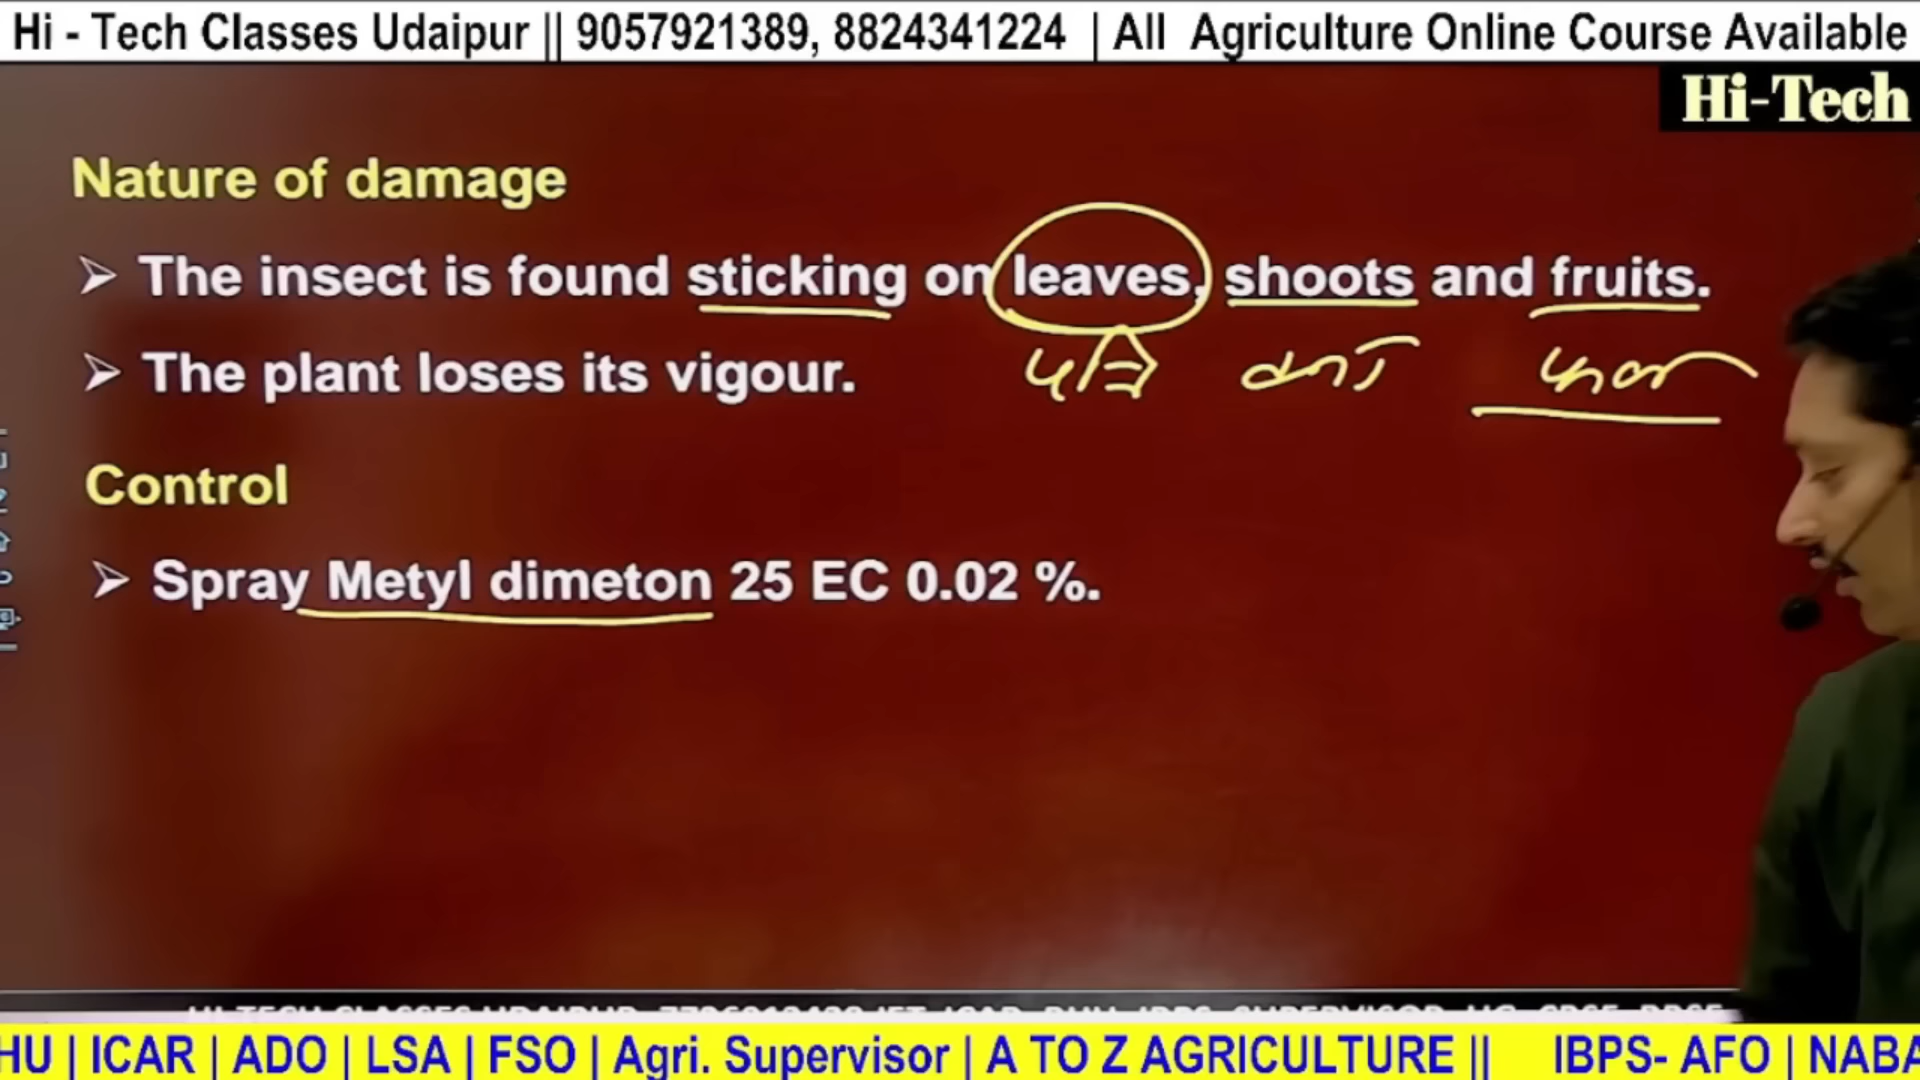 Hi - Tech Classes Udaipur || 9057921389, 8824341224 | All Agriculture Online Course Available
Hi-Tech
Nature of damage
➢ The insect is found sticking on leaves, shoots and fruits.
➢ The plant loses its vigour.
Control
➢ Spray Metyl dimeton 25 EC 0.02 %.
HU | ICAR | ADO | LSA | FSO | Agri. Supervisor | A TO Z AGRICULTURE || IBPS- AFO | NABA